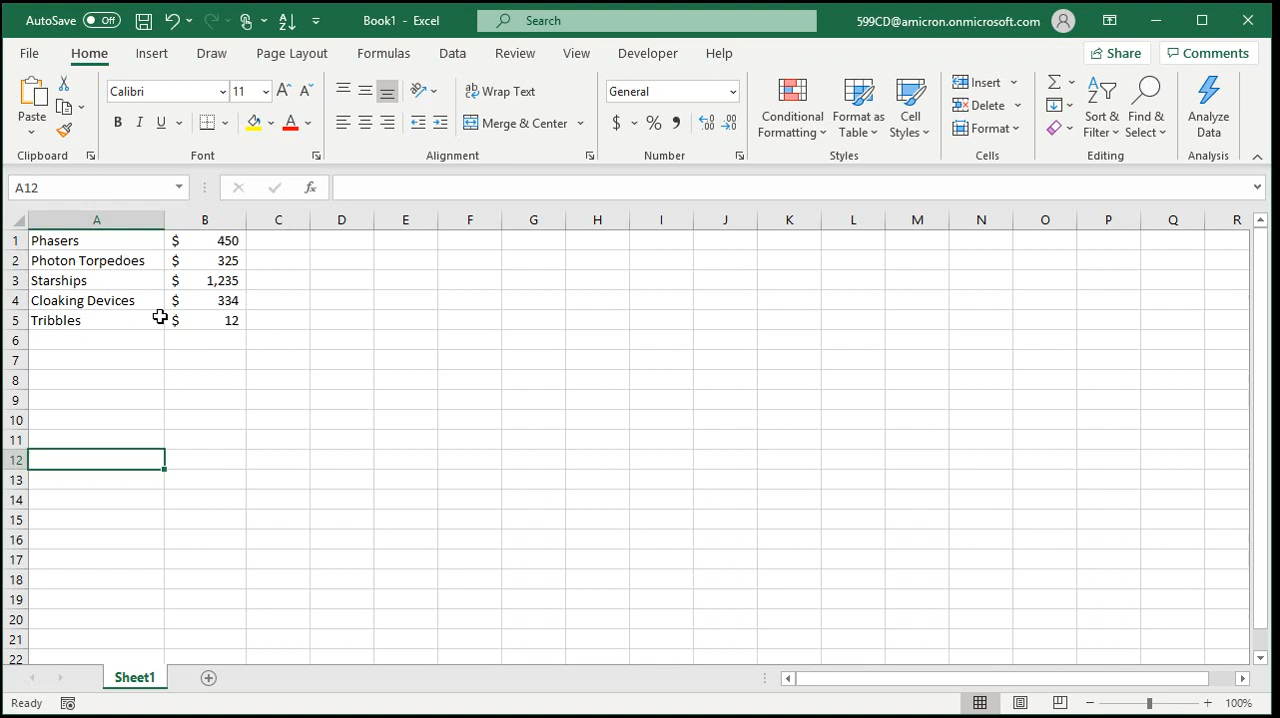 AutoSave Off Book1 - Excel Search 599CD@amicron.onmicrosoft.com
File Home Insert Draw Page Layout Formulas Data Review View Developer Help Share Comments
Paste
Calibri 11
B I U
Wrap Text
Merge & Center
General
$ % ,
Conditional Formatting
Format as Table
Cell Styles
Insert
Delete
Format
Sort & Filter
Find & Select
Analyze Data
Clipboard Font Alignment Number Styles Cells Editing Analysis
A12 fx
A B C D E F G H I J K L M N O P Q R
1 Phasers $ 450
2 Photon Torpedoes $ 325
3 Starships $ 1,235
4 Cloaking Devices $ 334
5 Tribbles $ 12
6
7
8
9
10
11
12
13
14
15
16
17
18
19
20
21
22
Sheet1
Ready 100%